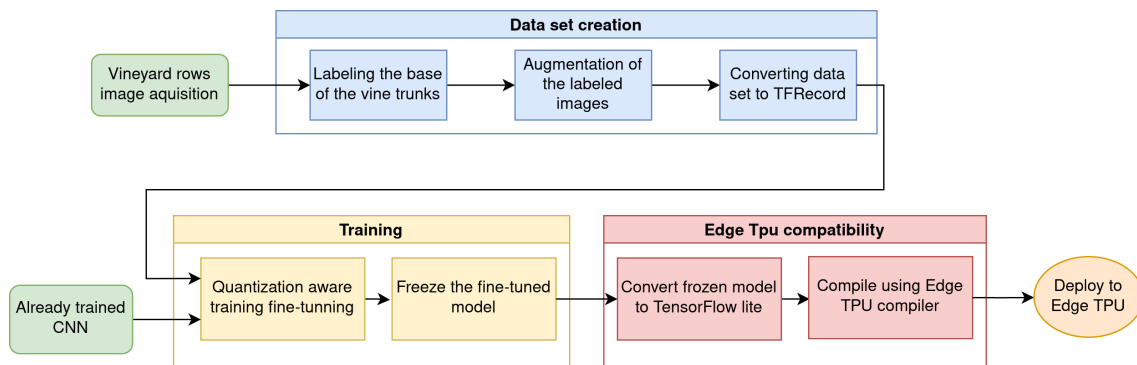 Data set creation
Vineyard rows
image aquisition
Labeling the base
of the vine trunks
Augmentation of
the labeled
images
Converting data
set to TFRecord
Training
Edge Tpu compatibility
Already trained
CNN
Quantization aware
training fine-tunning
Freeze the fine-tuned
model
Convert frozen model
to TensorFlow lite
Compile using Edge
TPU compiler
Deploy to
Edge TPU